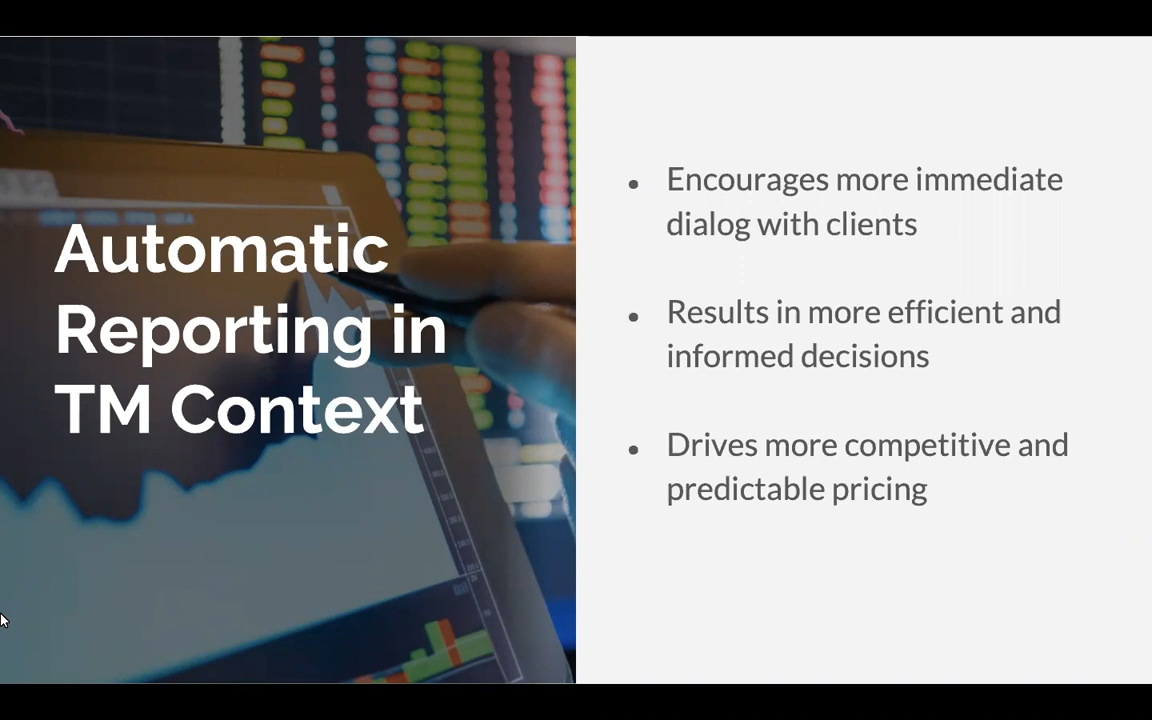 Automatic
Reporting in
TM Context
• Encourages more immediate
dialog with clients
• Results in more efficient and
informed decisions
• Drives more competitive and
predictable pricing